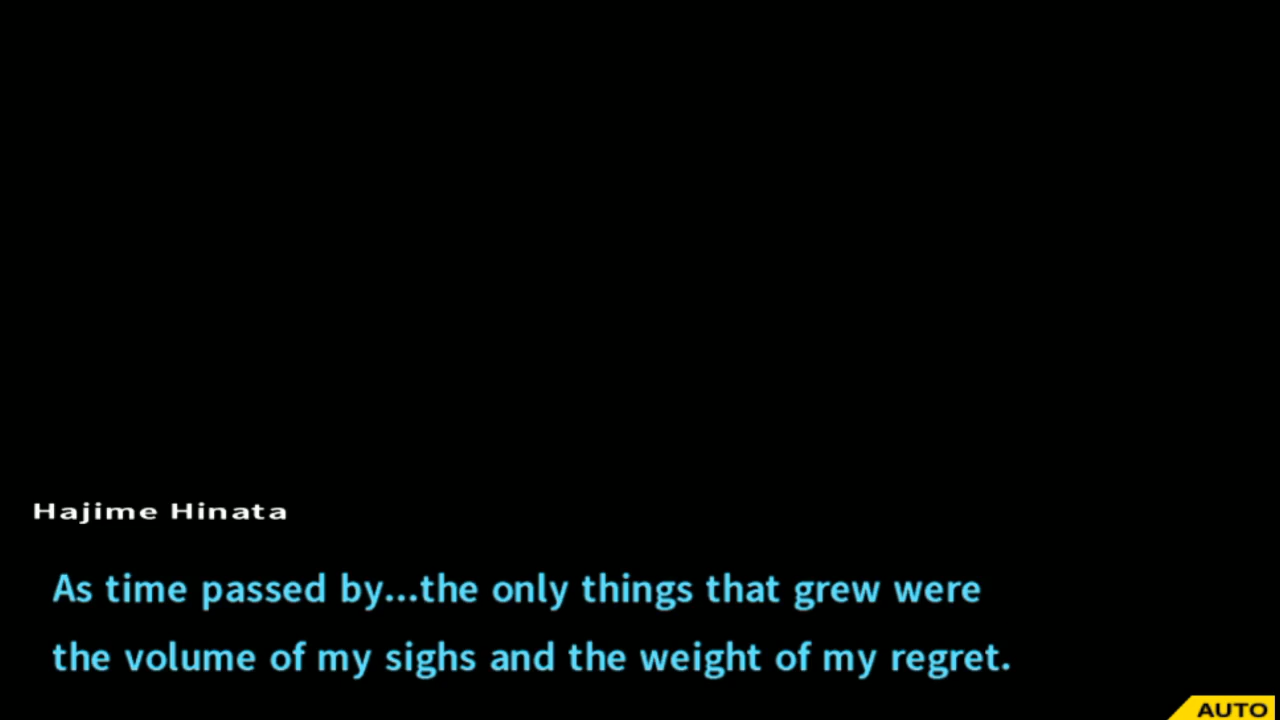 Hajime Hinata
As time passed by...the only things that grew were
the volume of my sighs and the weight of my regret.
AUTO